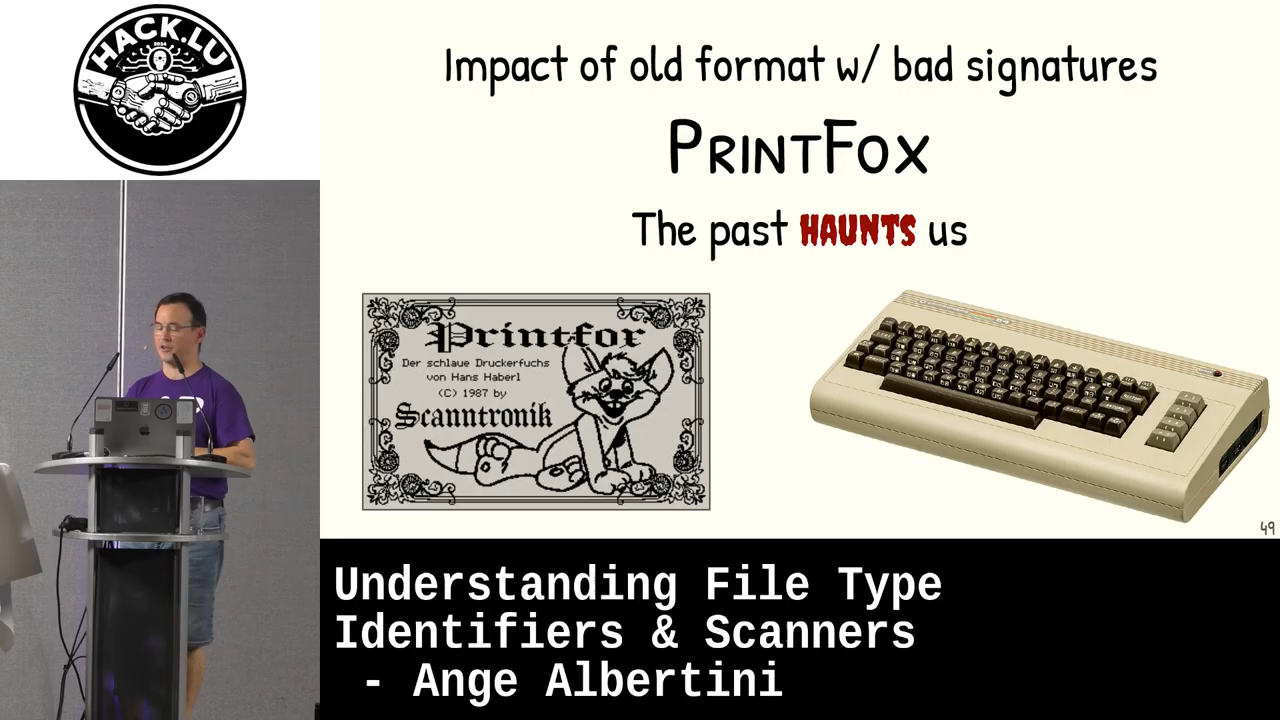 HACK.LU
2024
Impact of old format w/ bad signatures
PRINTFOX
The past HAUNTS us
Printfox
Der schlaue Druckerfuchs
von Hans Haberl
(C) 1987 by
Scanntronik
49
Understanding File Type
Identifiers & Scanners
- Ange Albertini